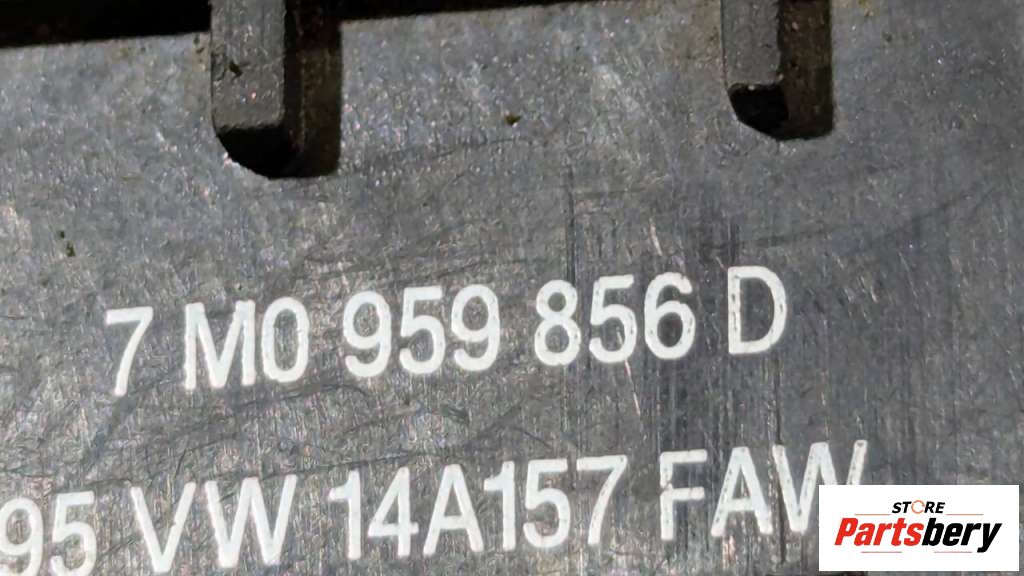 7 M0 959 856 D
95 VW 14A157 FAW
STORE
Partsbery